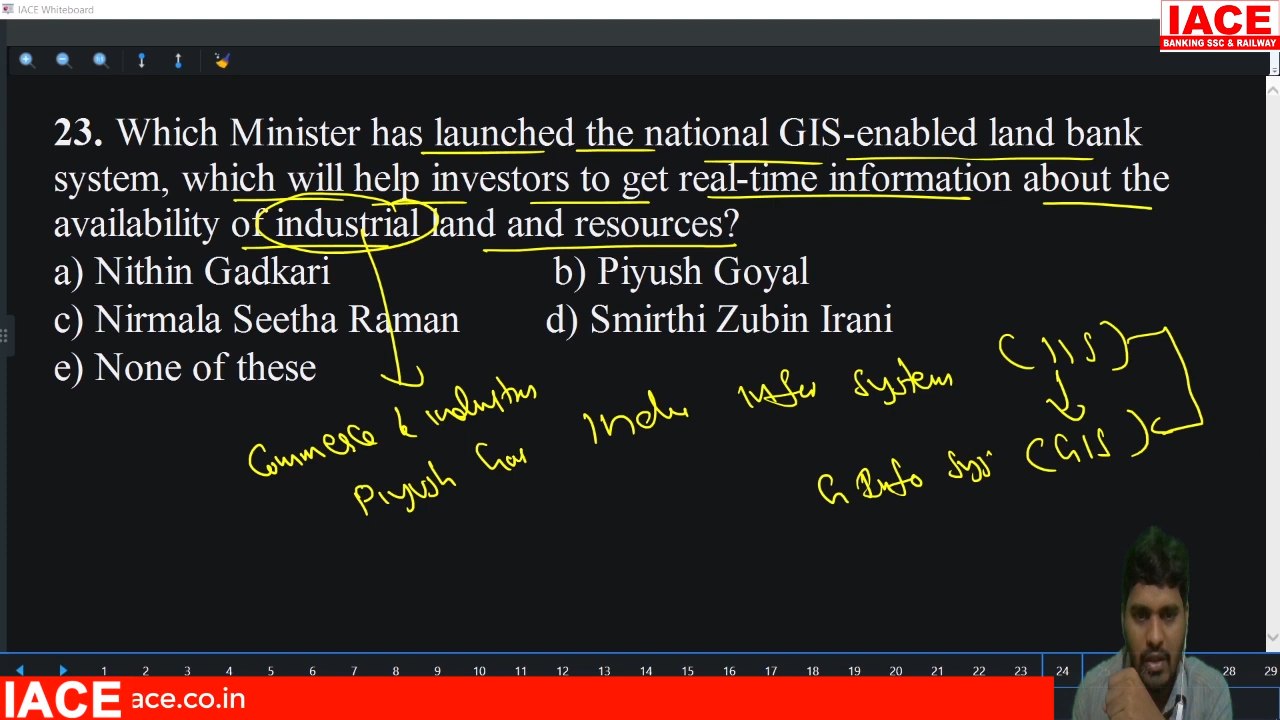 IACE Whiteboard
IACE
BANKING SSC & RAILWAY
23. Which Minister has launched the national GIS-enabled land bank
system, which will help investors to get real-time information about the
availability of industrial land and resources?
a) Nithin Gadkari b) Piyush Goyal
c) Nirmala Seetha Raman d) Smirthi Zubin Irani
e) None of these
(IIS)
system
Commerce &
Piyush
(GIS)
1 2 3 4 5 6 7 8 9 10 11 12 13 14 15 16 17 18 19 20 21 22 23 24 28 29
IACE ace.co.in